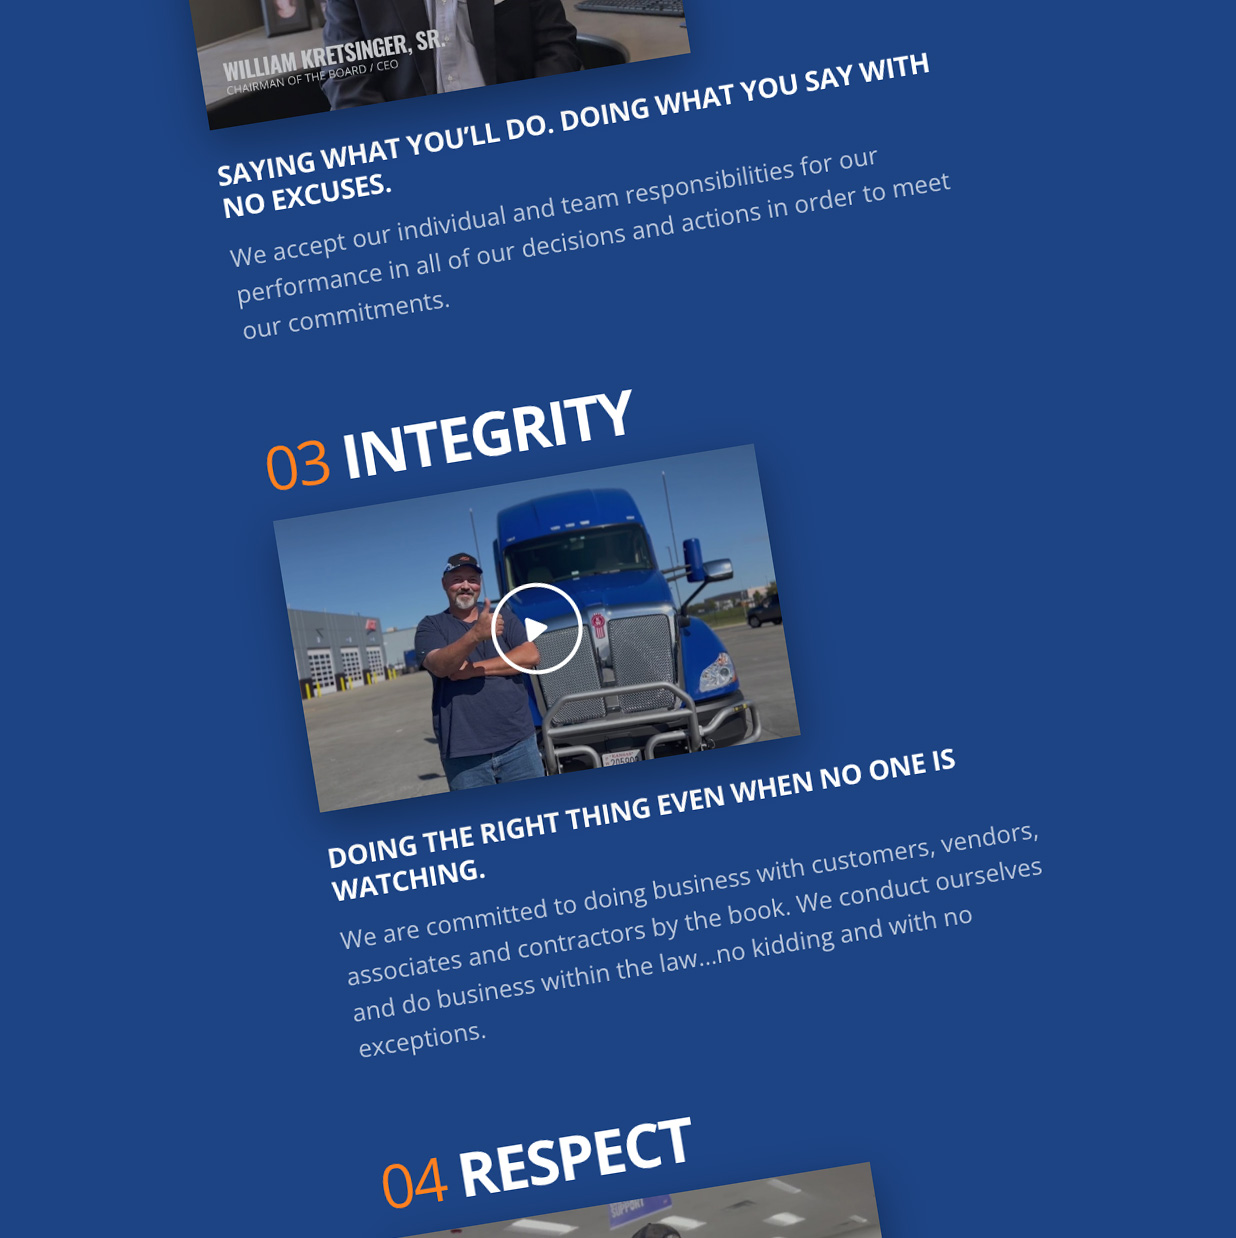 WILLIAM KRETSINGER, SR.
CHAIRMAN OF THE BOARD / CEO
SAYING WHAT YOU'LL DO. DOING WHAT YOU SAY WITH
NO EXCUSES.
We accept our individual and team responsibilities for our
performance in all of our decisions and actions in order to meet
our commitments.
03 INTEGRITY
DOING THE RIGHT THING EVEN WHEN NO ONE IS
WATCHING.
We are committed to doing business with customers, vendors,
associates and contractors by the book. We conduct ourselves
and do business within the law...no kidding and with no
exceptions.
04 RESPECT
SUPPORT